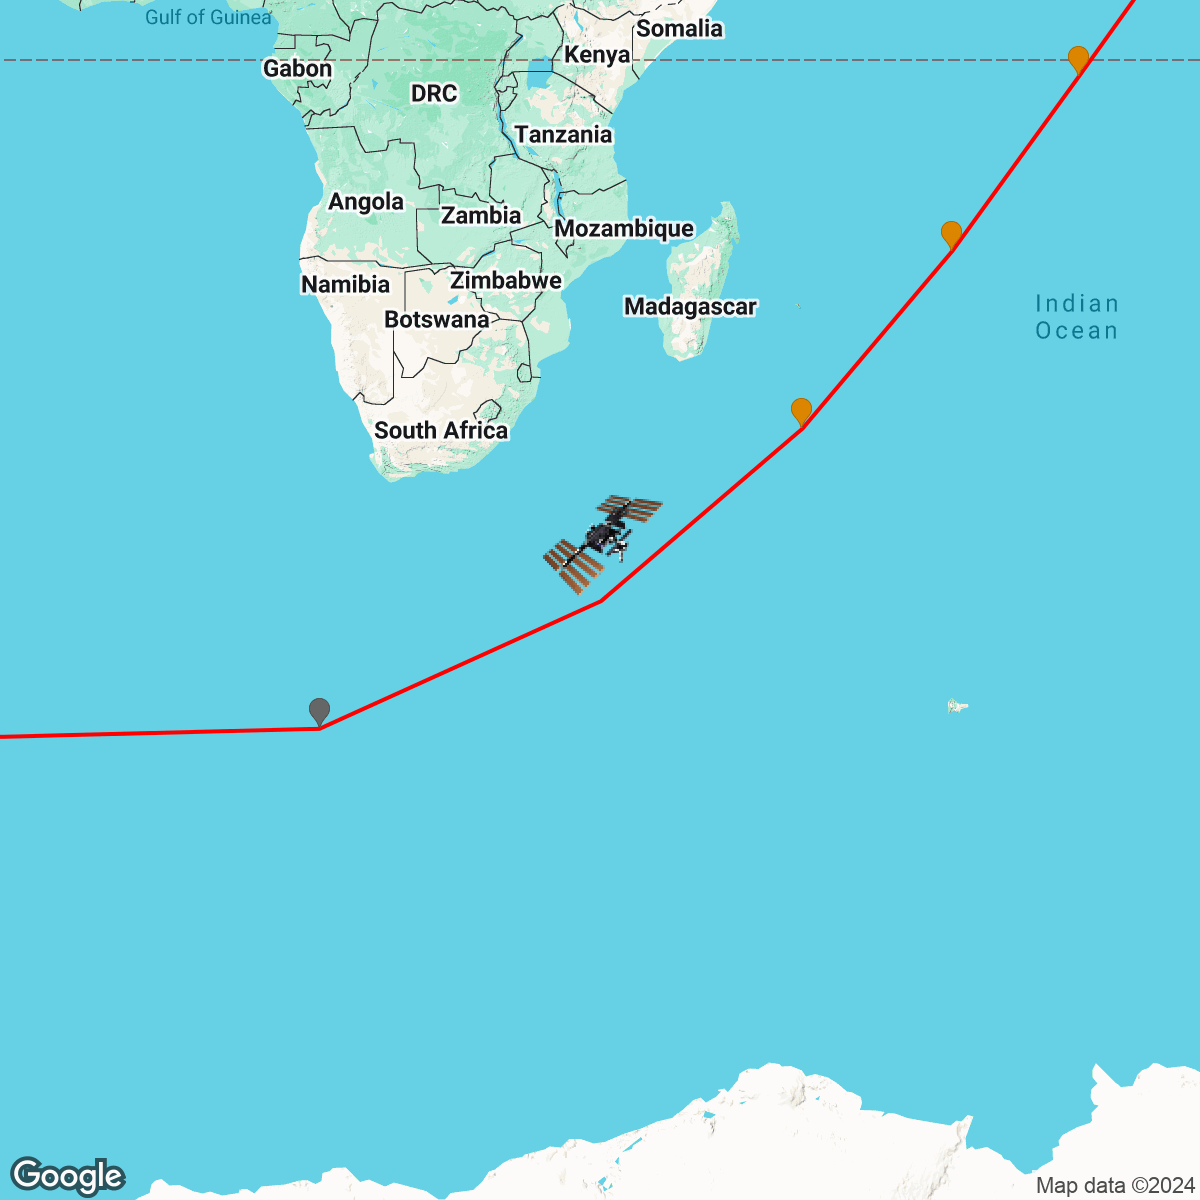 Gulf of Guinea
Somalia
Kenya
Gabon
DRC
Tanzania
Angola
Zambia
Mozambique
Zimbabwe
Namibia
Madagascar
Botswana
Indian
Ocean
South Africa
Google
Map data ©2024